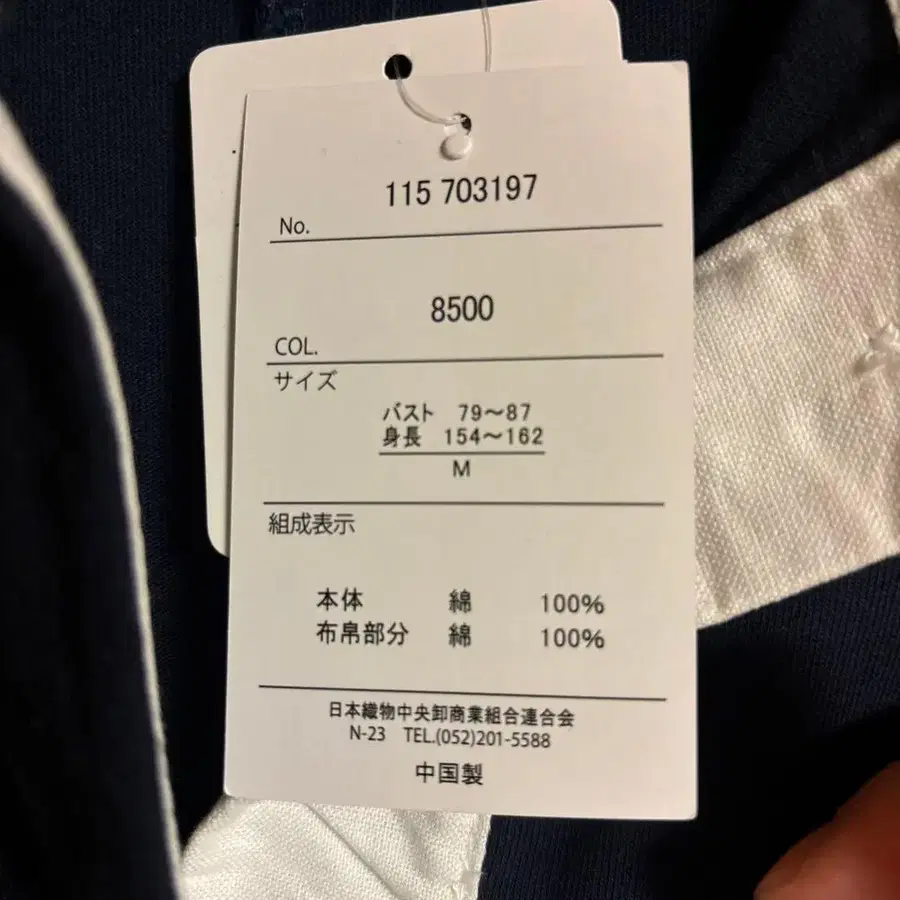 115 703197
No.
8500
COL.
サイズ
バスト 79〜87
身長 154〜162
M
組成表示
本体 綿 100%
布帛部分 綿 100%
日本織物中央卸商業組合連合会
N-23 TEL.(052)201-5588
中国製